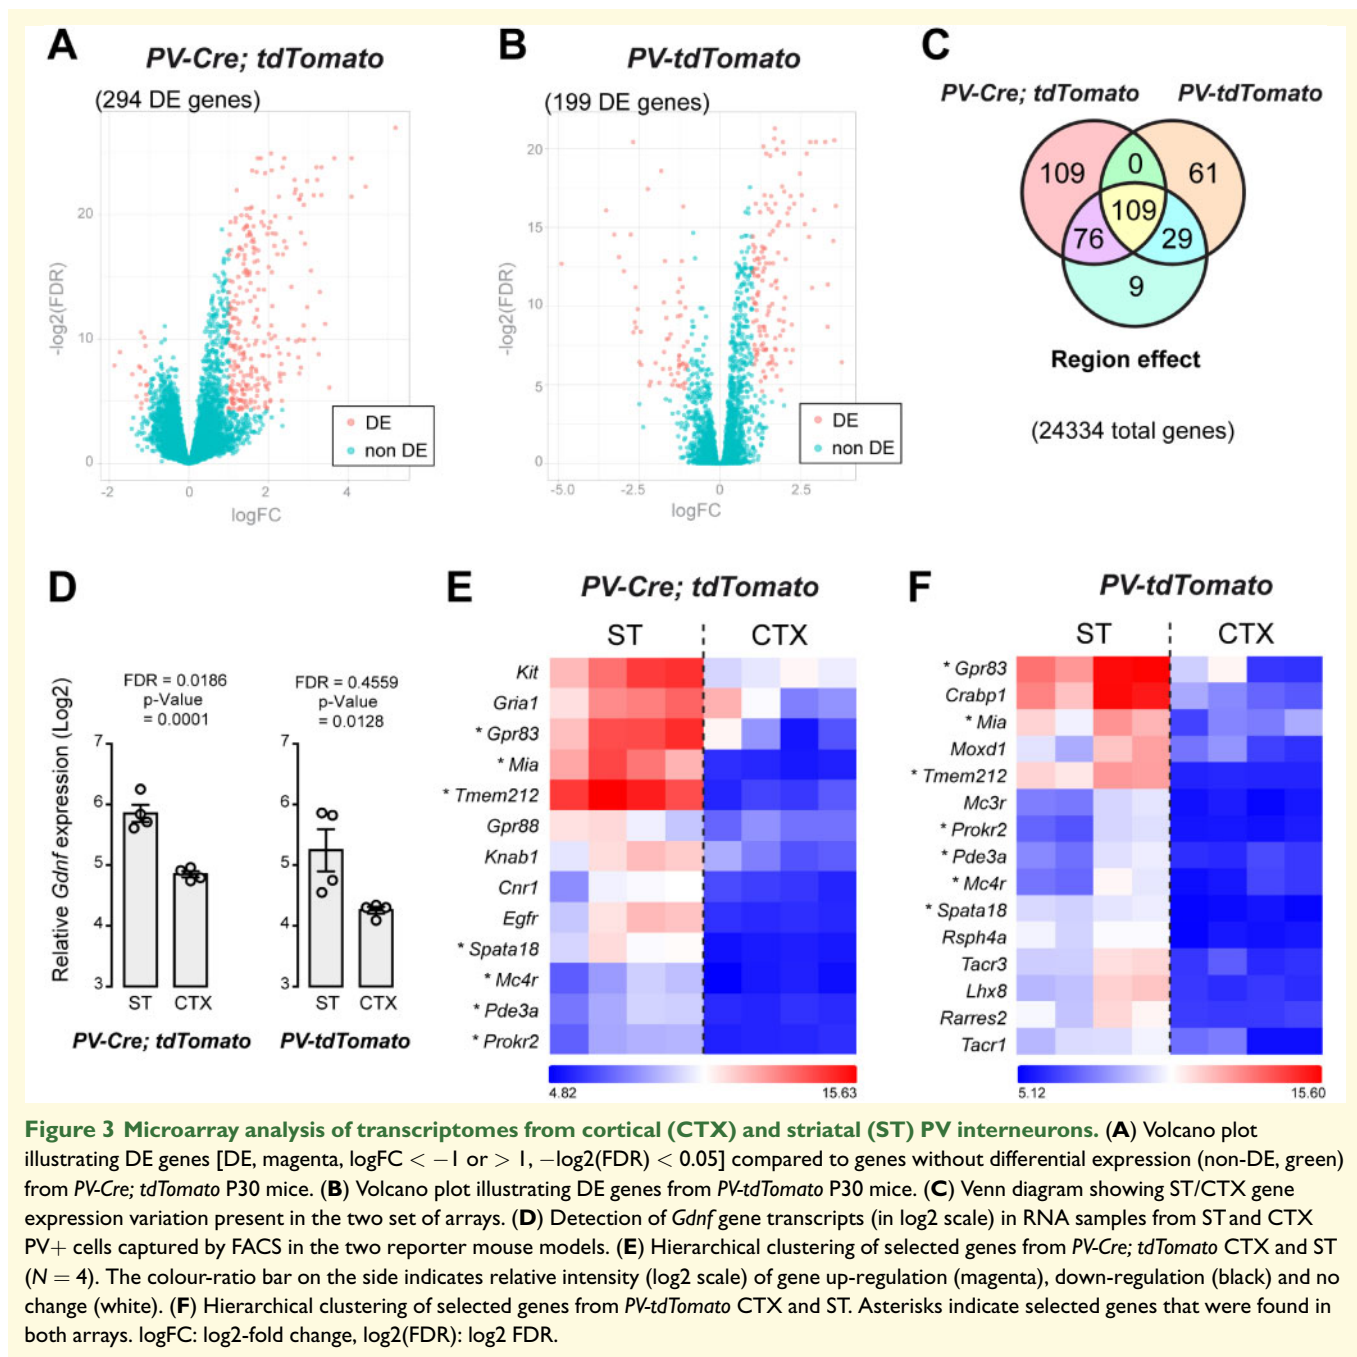 A
PV-Cre; tdTomato
(294 DE genes)
-log2(FDR)
20
10
0
-2
0
2
4
logFC
DE
non DE
B
PV-tdTomato
(199 DE genes)
-log2(FDR)
20
15
10
5
0
-5.0
-2.5
0
2.5
logFC
DE
non DE
C
PV-Cre; tdTomato
PV-tdTomato
109
0
61
109
76
29
9
Region effect
(24334 total genes)
D
Relative Gdnf expression (Log2)
FDR = 0.0186
p-Value
= 0.0001
7
6
5
4
3
ST
CTX
PV-Cre; tdTomato
FDR = 0.4559
p-Value
= 0.0128
7
6
5
4
3
ST
CTX
PV-tdTomato
E
PV-Cre; tdTomato
ST
CTX
Kit
Gria1
* Gpr83
* Mia
* Tmem212
Gpr88
Knab1
Cnr1
Egfr
* Spata18
* Mc4r
* Pde3a
* Prokr2
4.82
15.63
F
PV-tdTomato
ST
CTX
* Gpr83
Crabp1
* Mia
Moxd1
* Tmem212
Mc3r
* Prokr2
* Pde3a
* Mc4r
* Spata18
Rsph4a
Tacr3
Lhx8
Rarres2
Tacr1
5.12
15.60
Figure 3 Microarray analysis of transcriptomes from cortical (CTX) and striatal (ST) PV interneurons. (A) Volcano plot
illustrating DE genes [DE, magenta, logFC < −1 or > 1, −log2(FDR) < 0.05] compared to genes without differential expression (non-DE, green)
from PV-Cre; tdTomato P30 mice. (B) Volcano plot illustrating DE genes from PV-tdTomato P30 mice. (C) Venn diagram showing ST/CTX gene
expression variation present in the two set of arrays. (D) Detection of Gdnf gene transcripts (in log2 scale) in RNA samples from ST and CTX
PV+ cells captured by FACS in the two reporter mouse models. (E) Hierarchical clustering of selected genes from PV-Cre; tdTomato CTX and ST
(N = 4). The colour-ratio bar on the side indicates relative intensity (log2 scale) of gene up-regulation (magenta), down-regulation (black) and no
change (white). (F) Hierarchical clustering of selected genes from PV-tdTomato CTX and ST. Asterisks indicate selected genes that were found in
both arrays. logFC: log2-fold change, log2(FDR): log2 FDR.